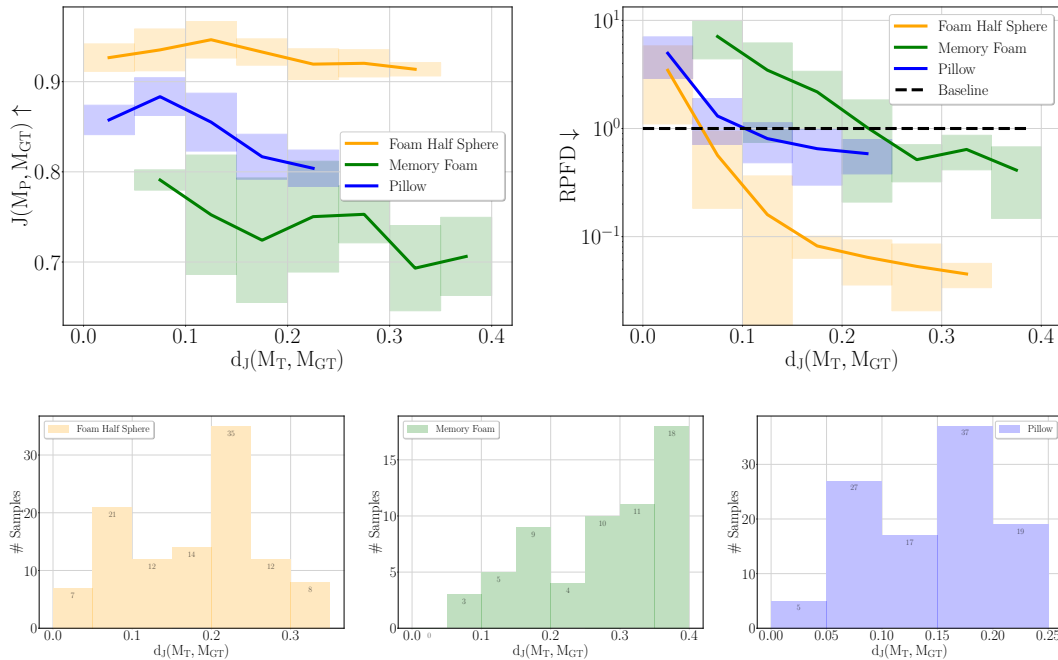 J(M_P, M_GT) ↑
0.9
0.8
0.7
0.0 0.1 0.2 0.3 0.4
d_J(M_T, M_GT)
Foam Half Sphere
Memory Foam
Pillow
RPFD ↓
10^1
10^0
10^−1
0.0 0.1 0.2 0.3 0.4
d_J(M_T, M_GT)
Foam Half Sphere
Memory Foam
Pillow
Baseline
# Samples
30
20
10
0
Foam Half Sphere
7 21 12 14 35 12 8
0.0 0.1 0.2 0.3
d_J(M_T, M_GT)
# Samples
15
10
5
0
Memory Foam
0 3 5 9 4 10 11 18
0.0 0.1 0.2 0.3 0.4
d_J(M_T, M_GT)
# Samples
30
20
10
0
Pillow
5 27 17 37 19
0.00 0.05 0.10 0.15 0.20 0.25
d_J(M_T, M_GT)